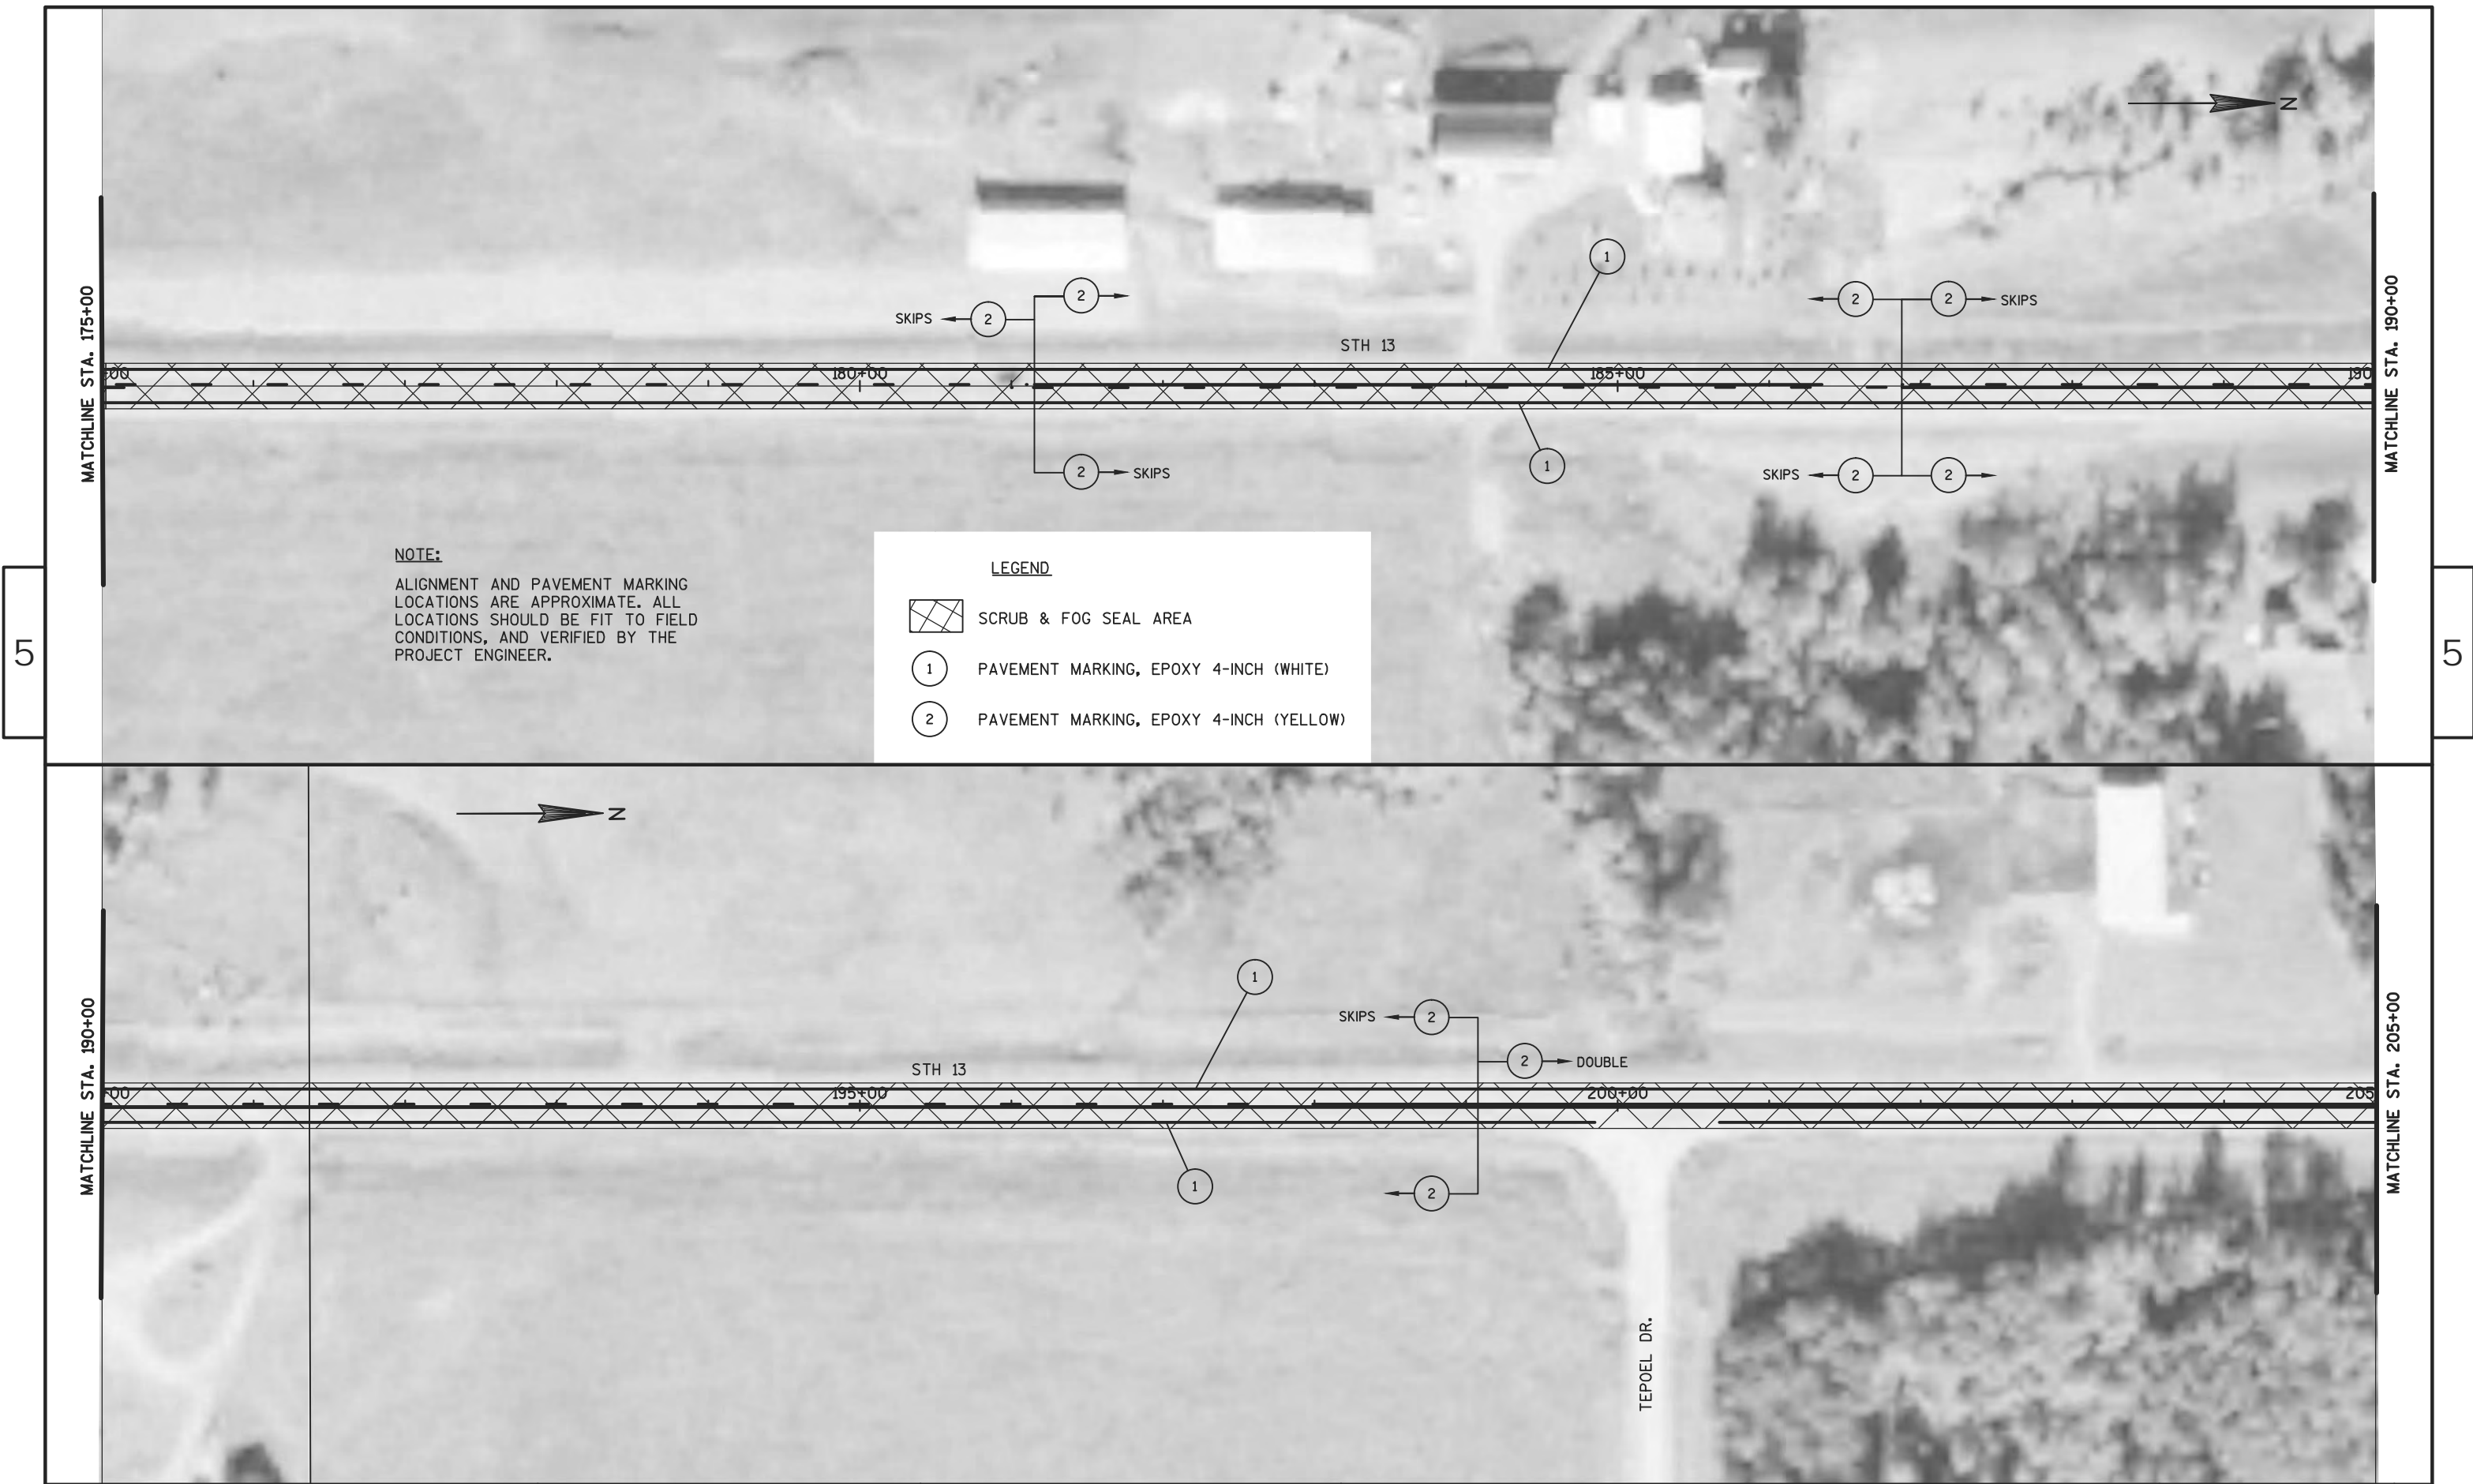 N
MATCHLINE STA. 175+00
MATCHLINE STA. 190+00
1
2
SKIPS
2
2
2
SKIPS
STH 13
+00
180+00
185+00
190
1
2
SKIPS
SKIPS
2
2
5
5
NOTE:
ALIGNMENT AND PAVEMENT MARKING
LOCATIONS ARE APPROXIMATE. ALL
LOCATIONS SHOULD BE FIT TO FIELD
CONDITIONS, AND VERIFIED BY THE
PROJECT ENGINEER.
LEGEND
SCRUB & FOG SEAL AREA
1 PAVEMENT MARKING, EPOXY 4-INCH (WHITE)
2 PAVEMENT MARKING, EPOXY 4-INCH (YELLOW)
N
MATCHLINE STA. 190+00
MATCHLINE STA. 205+00
1
SKIPS 2
2 DOUBLE
STH 13
+00
195+00
200+00
205
1
2
TEPOEL DR.